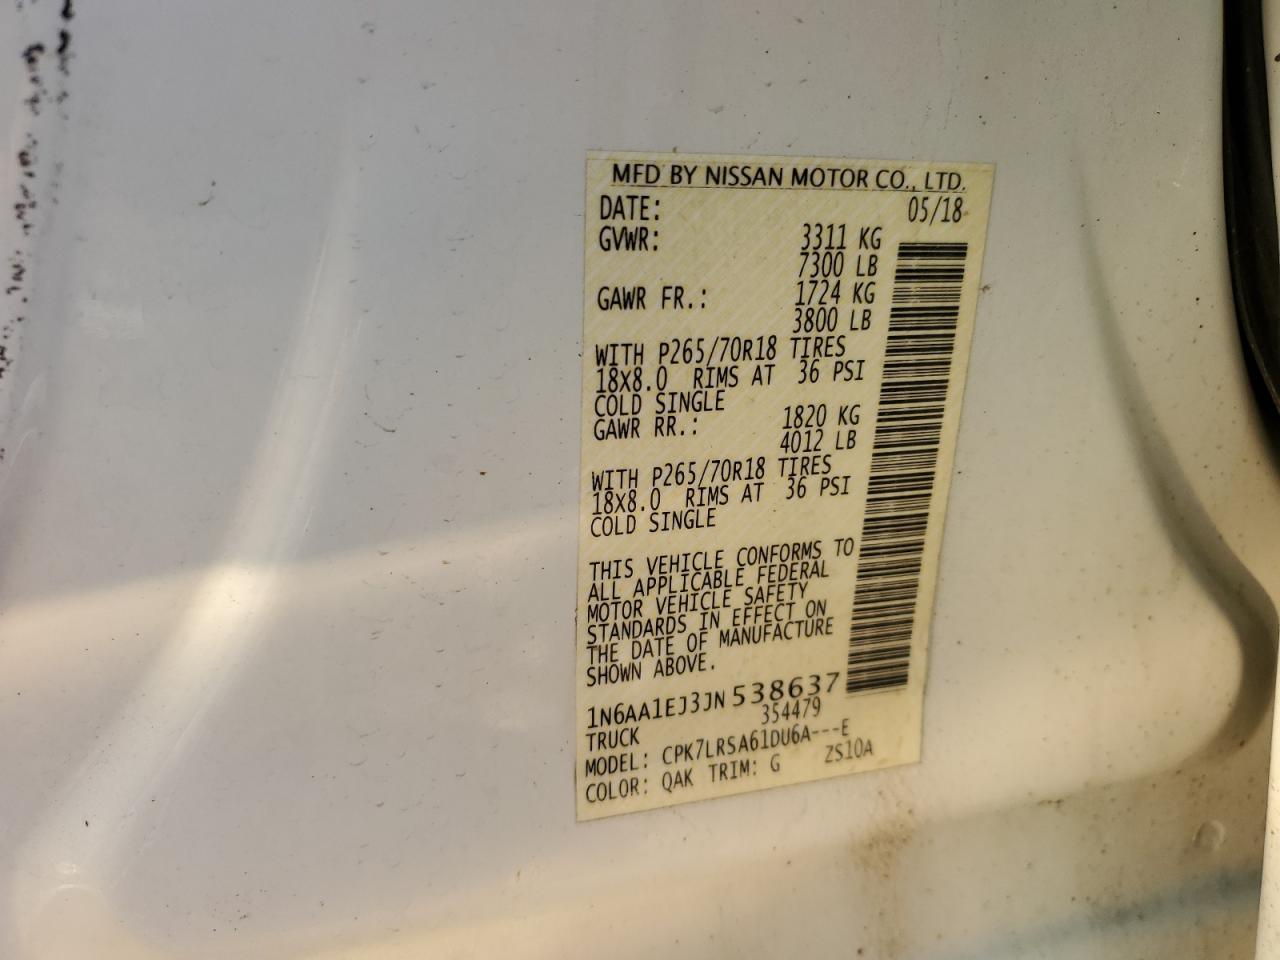 MFD BY NISSAN MOTOR CO., LTD.
DATE: 05/18
GVWR: 3311 KG
7300 LB
GAWR FR.: 1724 KG
3800 LB
WITH P265/70R18 TIRES
18X8.0 RIMS AT 36 PSI
COLD SINGLE
GAWR RR.: 1820 KG
4012 LB
WITH P265/70R18 TIRES
18X8.0 RIMS AT 36 PSI
COLD SINGLE
THIS VEHICLE CONFORMS TO
ALL APPLICABLE FEDERAL
MOTOR VEHICLE SAFETY
STANDARDS IN EFFECT ON
THE DATE OF MANUFACTURE
SHOWN ABOVE.
1N6AA1EJ3JN538637
TRUCK 354479
MODEL: CPK7LRSA61DU6A---E
COLOR: QAK TRIM: G ZS10A